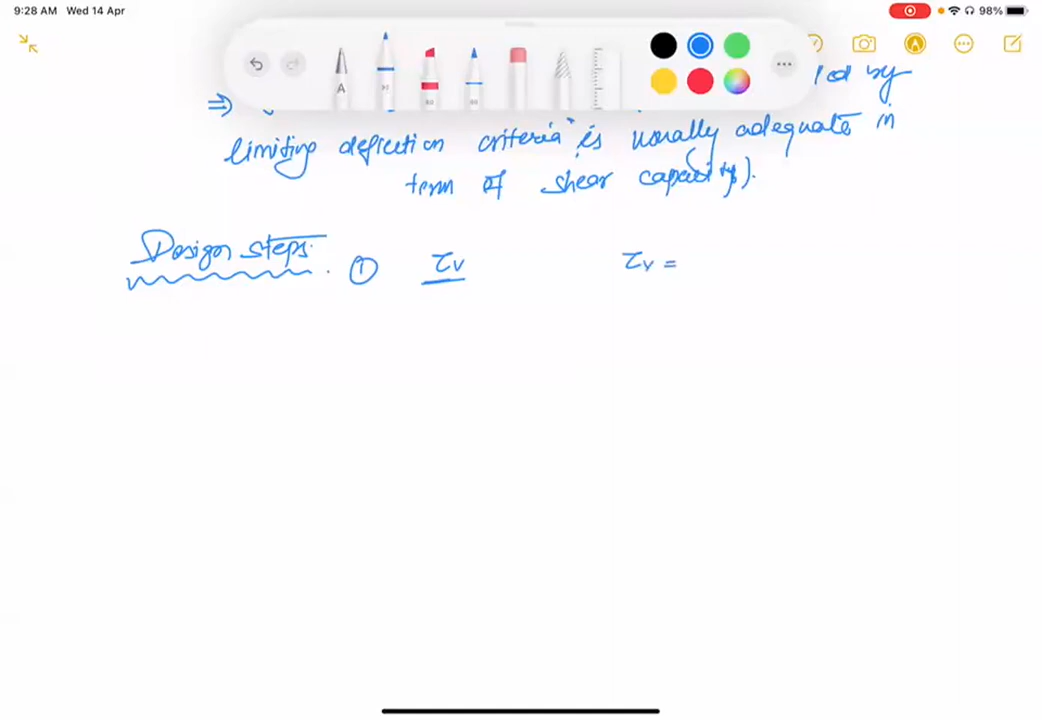 9:28 AM Wed 14 Apr 98%
A
by
⇒ limiting deflection criteria" is usually adequate in
term of shear capacity).
Design steps. ① τv τv =